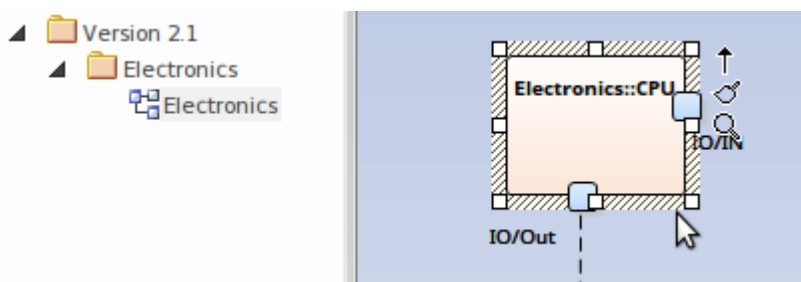 Version 2.1
Electronics
Electronics
Electronics::CPU
IO/IN
IO/Out